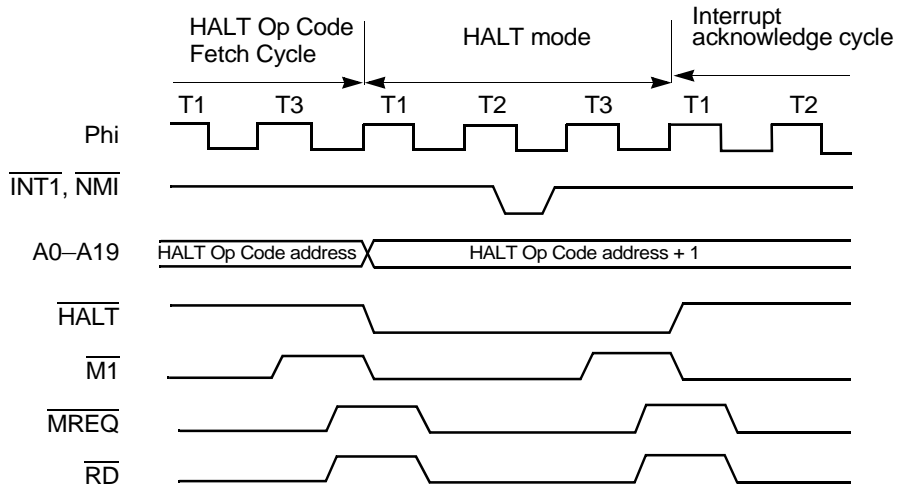 HALT Op Code
Fetch Cycle
HALT mode
Interrupt
acknowledge cycle
T1 T3 T1 T2 T3 T1 T2
Phi
INT1, NMI
A0–A19 HALT Op Code address HALT Op Code address + 1
HALT
M1
MREQ
RD